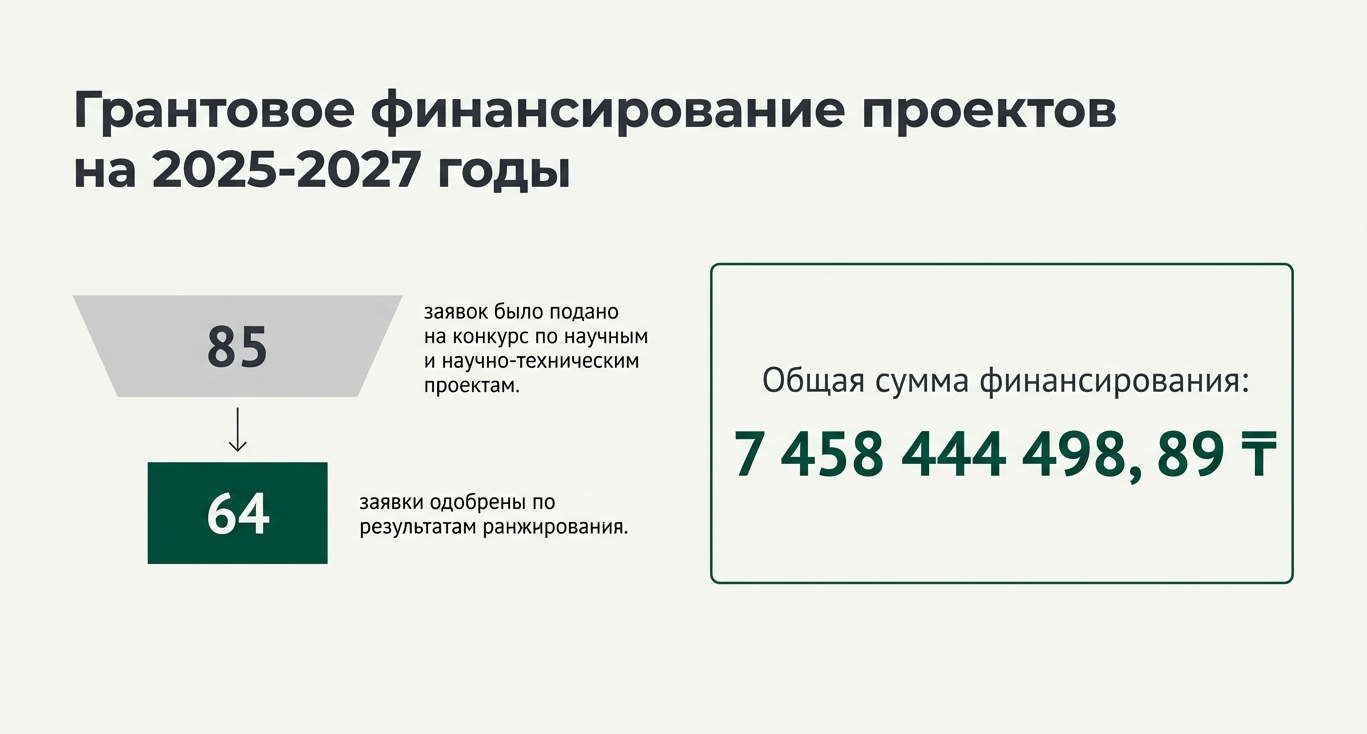 Грантовое финансирование проектов
на 2025-2027 годы
85
заявок было подано
на конкурс по научным
и научно-техническим
проектам.
64
заявки одобрены по
результатам ранжирования.
Общая сумма финансирования:
7 458 444 498, 89 ₸